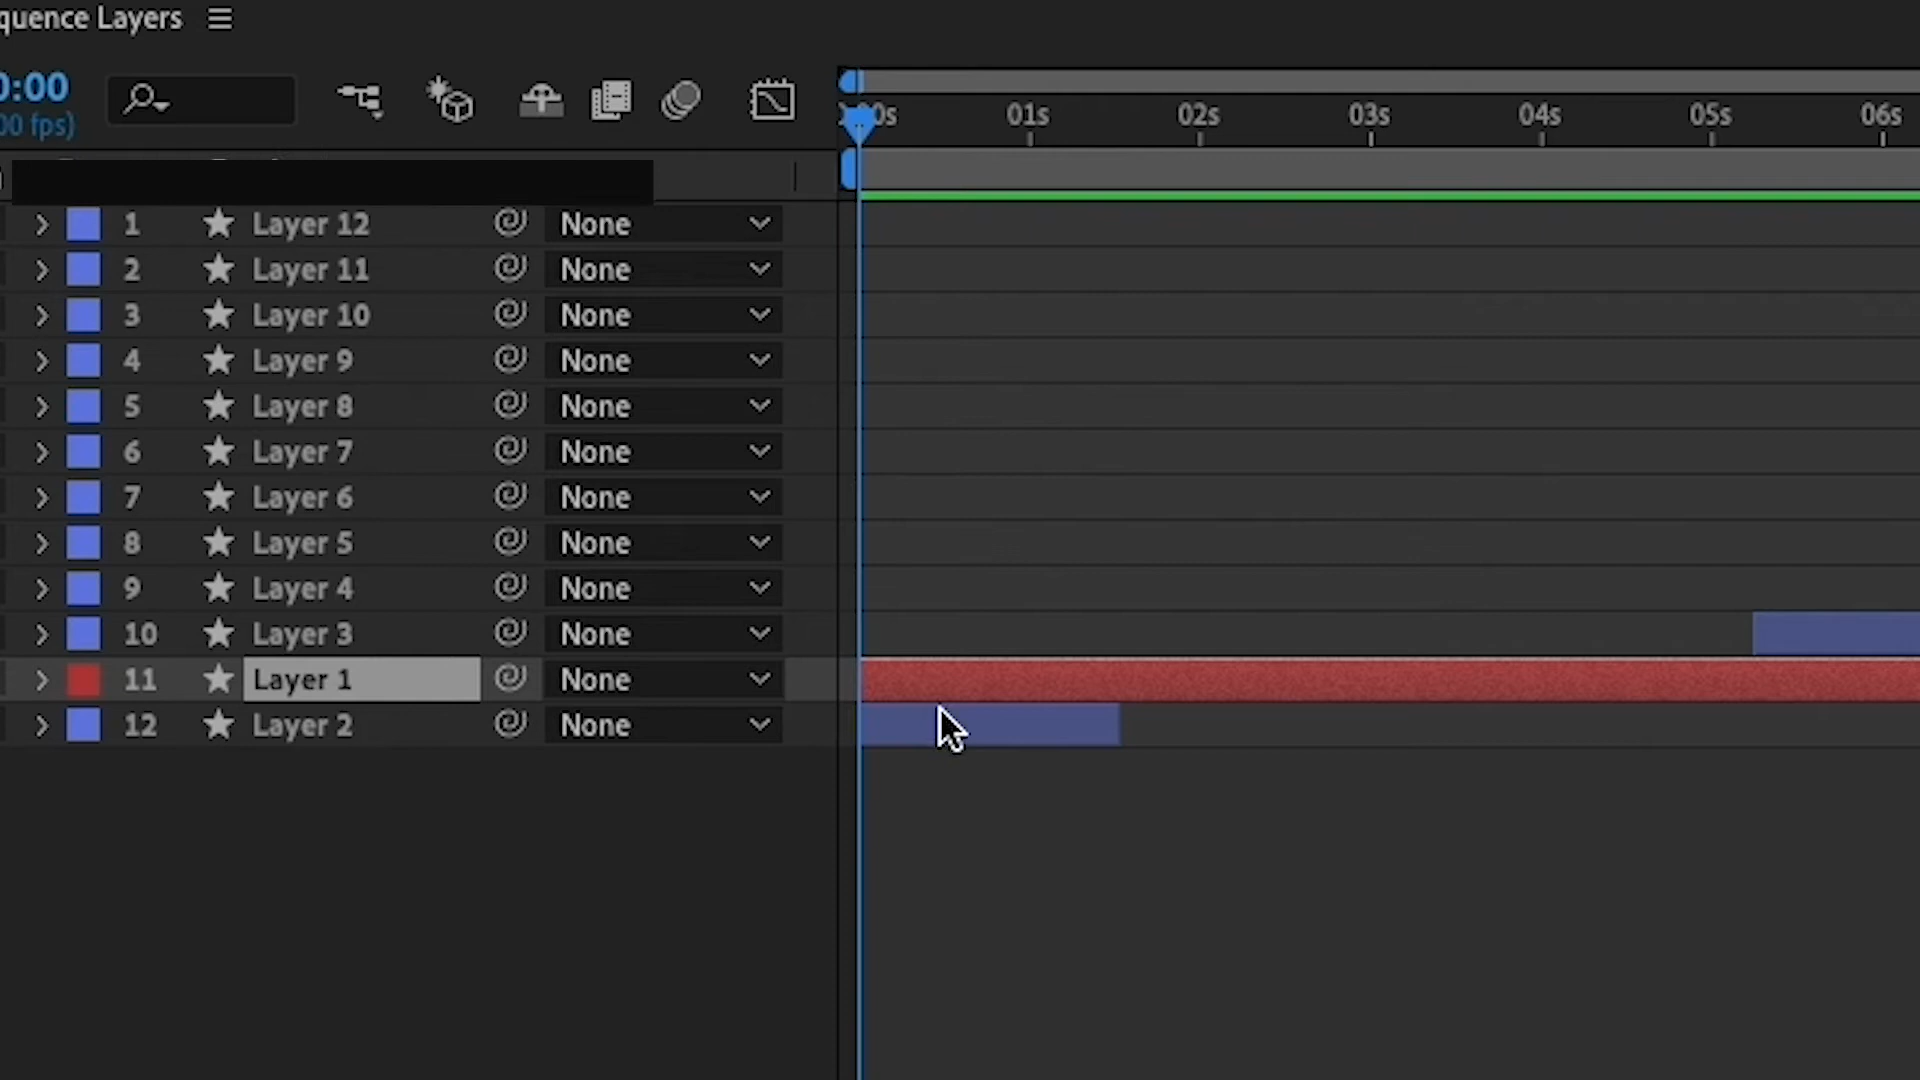 quence Layers
0:00
00 fps)
01s 02s 03s 04s 05s 06s
1 Layer 12 None
2 Layer 11 None
3 Layer 10 None
4 Layer 9 None
5 Layer 8 None
6 Layer 7 None
7 Layer 6 None
8 Layer 5 None
9 Layer 4 None
10 Layer 3 None
11 Layer 1 None
12 Layer 2 None